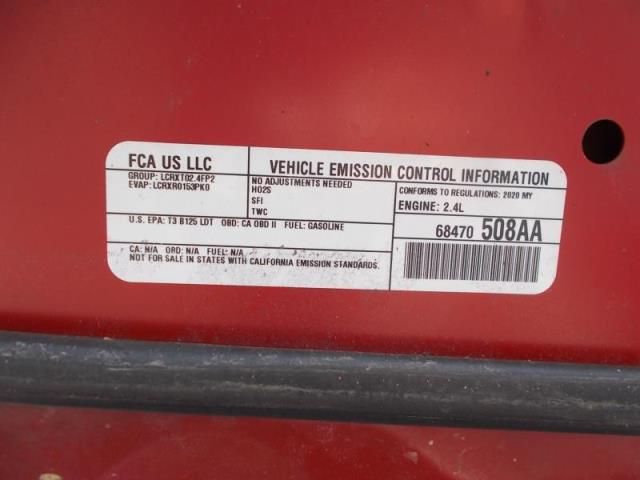 FCA US LLC
GROUP: LCRXT02.4FP2
EVAP: LCRXR0153PK0
VEHICLE EMISSION CONTROL INFORMATION
NO ADJUSTMENTS NEEDED
HO2S
SFI
TWC
CONFORMS TO REGULATIONS: 2020 MY
ENGINE: 2.4L
U.S. EPA: T3 B125 LDT OBD: CA OBD II FUEL: GASOLINE
CA: N/A OBD: N/A FUEL: N/A
NOT FOR SALE IN STATES WITH CALIFORNIA EMISSION STANDARDS.
68470 508AA